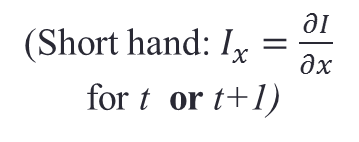 (Short hand: I_x = ∂I/∂x
for t or t+1)